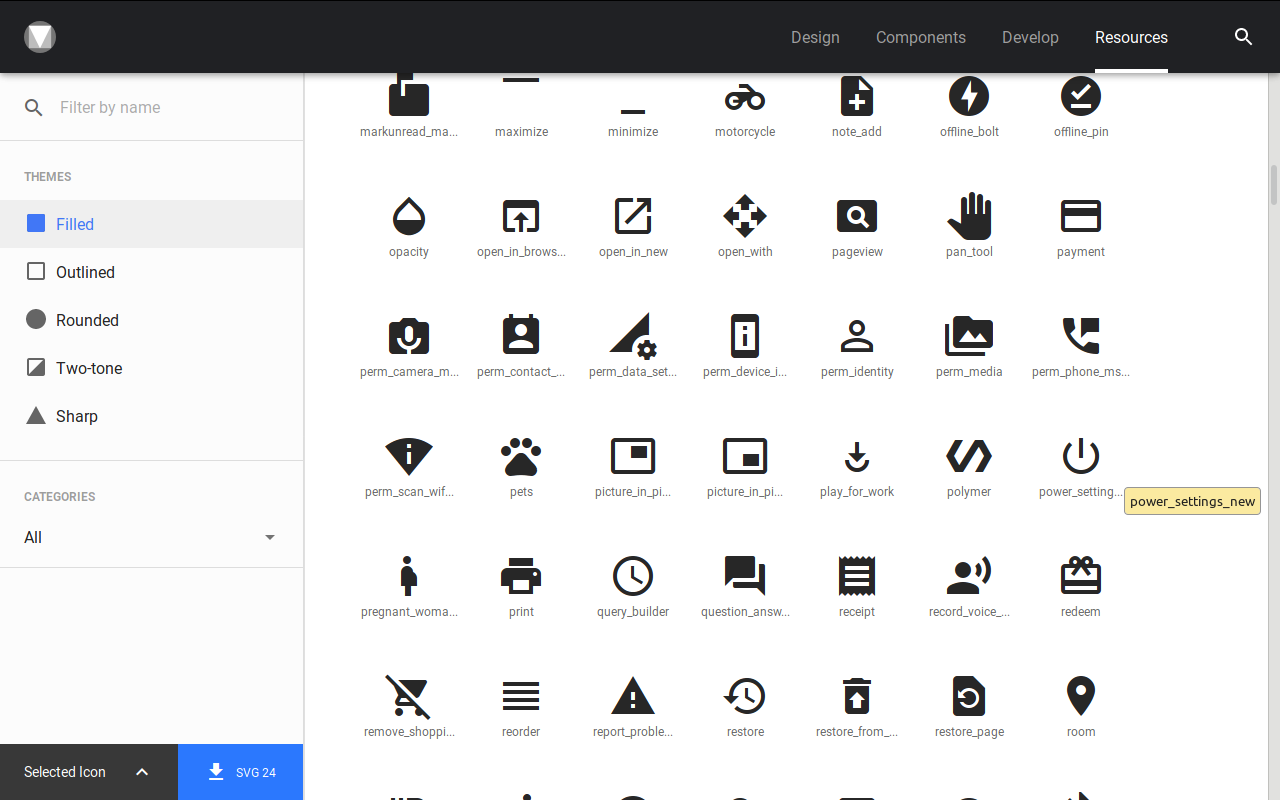 Design Components Develop Resources
Filter by name
THEMES
Filled
Outlined
Rounded
Two-tone
Sharp
CATEGORIES
All
Selected Icon
SVG 24
markunread_ma... maximize minimize motorcycle note_add offline_bolt offline_pin
opacity open_in_brows... open_in_new open_with pageview pan_tool payment
perm_camera_m... perm_contact_... perm_data_set... perm_device_i... perm_identity perm_media perm_phone_ms...
perm_scan_wif... pets picture_in_pi... picture_in_pi... play_for_work polymer power_setting...
power_settings_new
pregnant_woma... print query_builder question_answ... receipt record_voice_... redeem
remove_shoppi... reorder report_proble... restore restore_from_... restore_page room